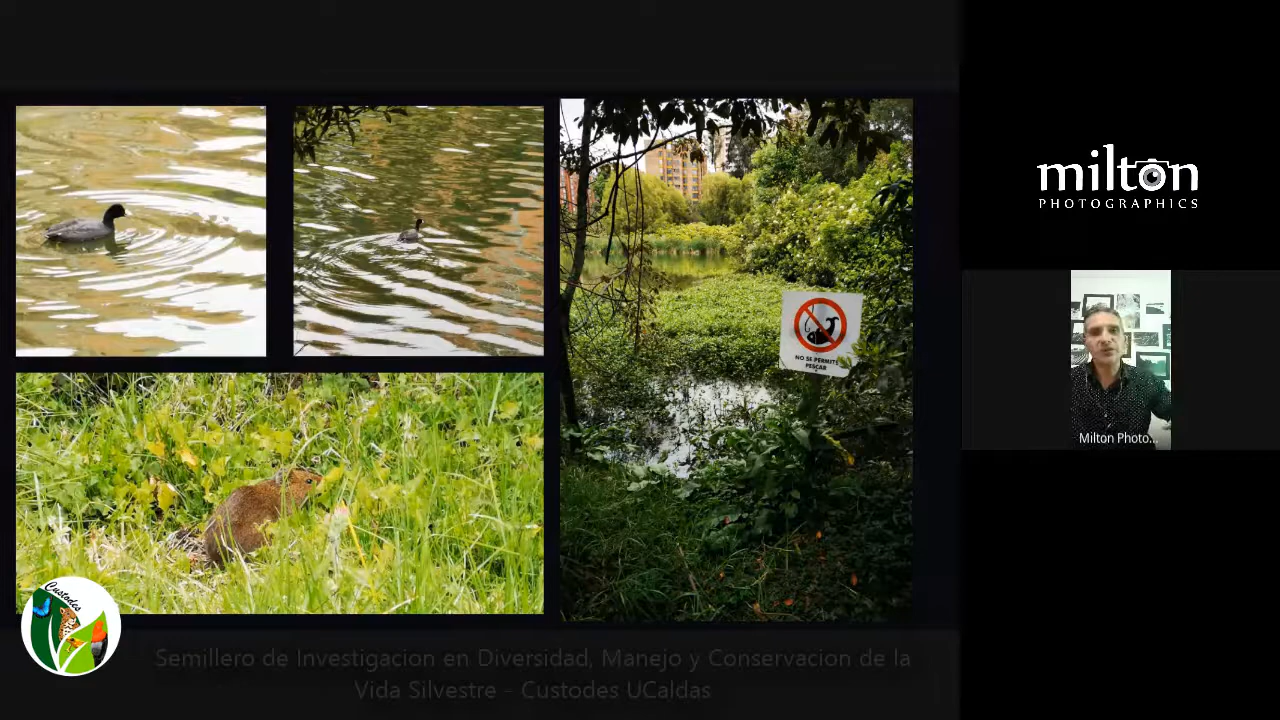 milton
PHOTOGRAPHICS
NO SE PERMITE
PESCAR
Milton Photo...
Custodes
Semillero de Investigacion en Diversidad, Manejo y Conservacion de la
Vida Silvestre - Custodes UCaldas